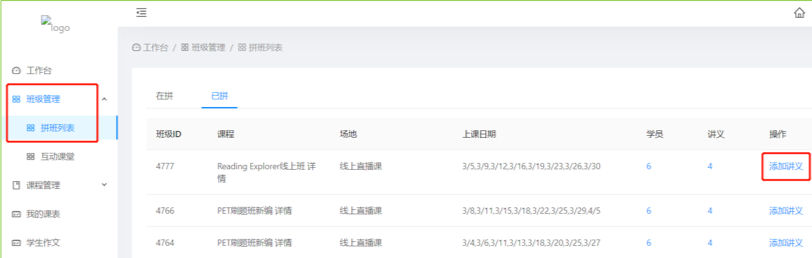 logo
工作台 / 班级管理 / 拼班列表
工作台
班级管理
拼班列表
互动课堂
课程管理
我的课表
学生作文
在拼 已拼
班级ID 课程 场地 上课日期 学员 讲义 操作
4777 Reading Explorer线上班 详 线上直播课 3/5,3/9,3/12,3/16,3/19,3/23,3/26,3/30 6 4 添加讲义
情
4766 PET刷题班新编 详情 线上直播课 3/8,3/11,3/15,3/18,3/22,3/25,3/29,4/5 6 4 添加讲义
4764 PET刷题班新编 详情 线上直播课 3/4,3/6,3/11,3/13,3/18,3/20,3/25,3/27 6 4 添加讲义